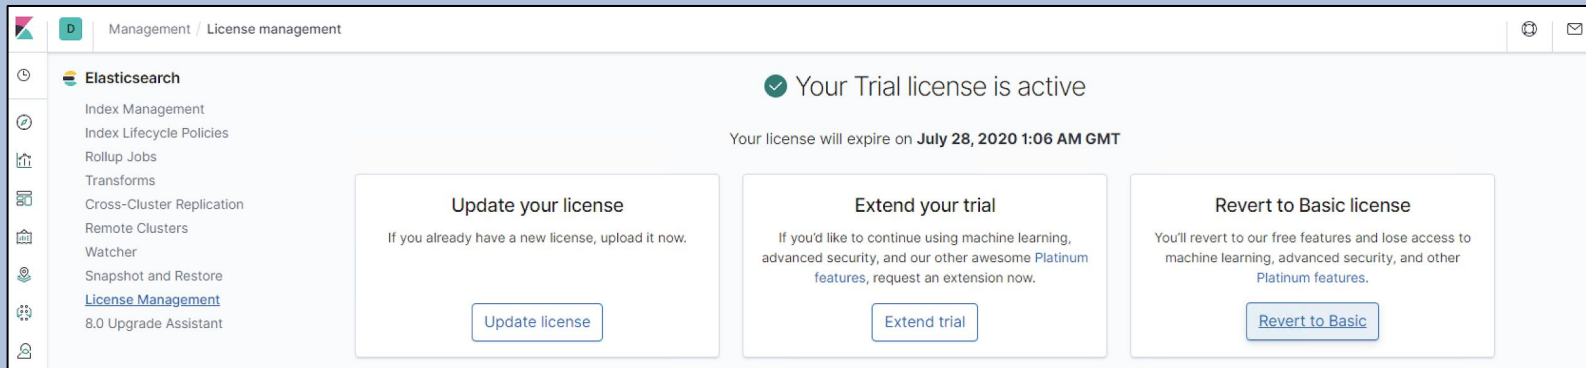 D
Management / License management
Elasticsearch
Index Management
Index Lifecycle Policies
Rollup Jobs
Transforms
Cross-Cluster Replication
Remote Clusters
Watcher
Snapshot and Restore
License Management
8.0 Upgrade Assistant
Your Trial license is active
Your license will expire on July 28, 2020 1:06 AM GMT
Update your license
If you already have a new license, upload it now.
Update license
Extend your trial
If you'd like to continue using machine learning,
advanced security, and our other awesome Platinum
features, request an extension now.
Extend trial
Revert to Basic license
You'll revert to our free features and lose access to
machine learning, advanced security, and other
Platinum features.
Revert to Basic